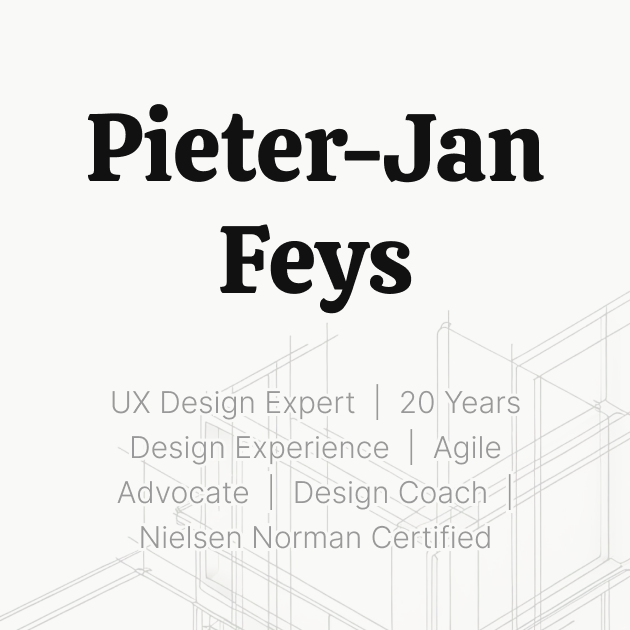 Pieter-Jan
Feys
UX Design Expert | 20 Years
Design Experience | Agile
Advocate | Design Coach |
Nielsen Norman Certified